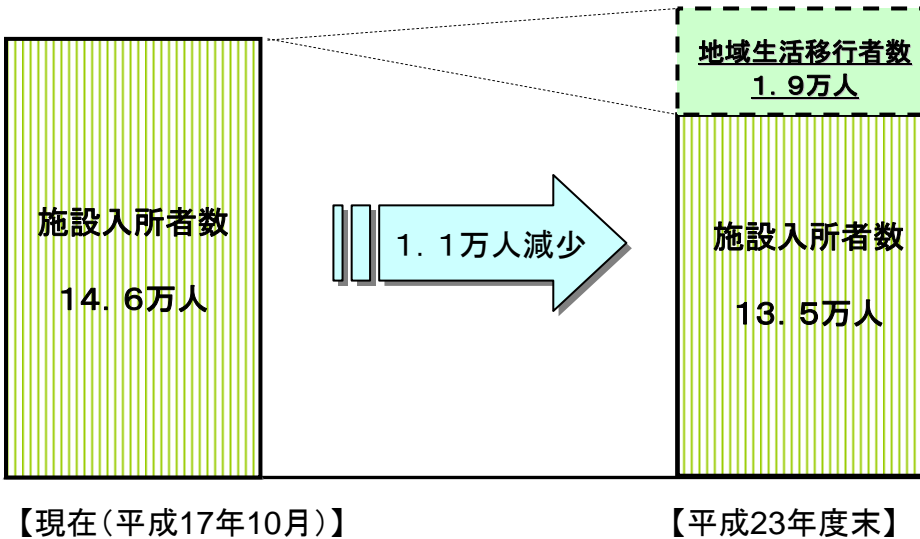 地域生活移行者数
1．9万人
施設入所者数
14．6万人
1．1万人減少
施設入所者数
13．5万人
【現在（平成17年10月）】
【平成23年度末】